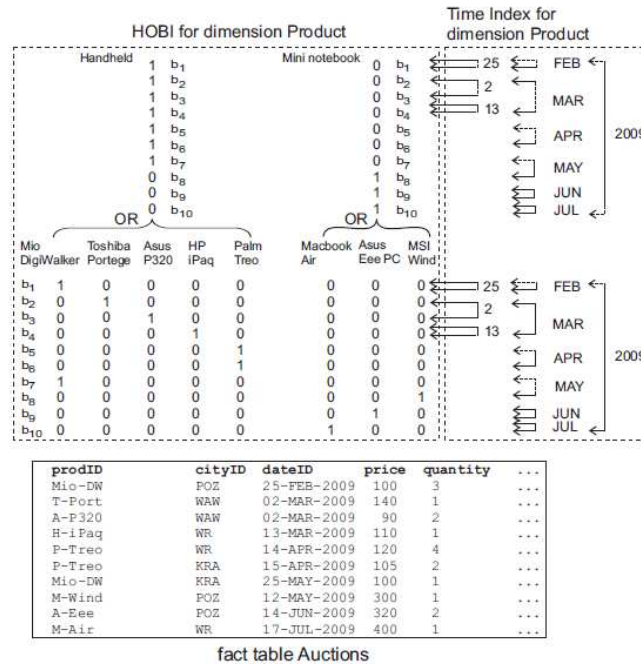 HOBI for dimension Product
Time Index for
dimension Product
Handheld Mini notebook
1 b1 0 b1 25 FEB
1 b2 0 b2 2
1 b3 0 b3 MAR
1 b4 0 b4 13
1 b5 0 b5
1 b6 0 b6 APR 2009
1 b7 0 b7 MAY
0 b8 1 b8
0 b9 1 b9 JUN
0 b10 1 b10 JUL
OR OR
Mio DigiWalker Toshiba Portege Asus P320 HP iPaq Palm Treo Macbook Air Asus Eee PC MSI Wind
b1 1 0 0 0 0 0 0 0 25 FEB
b2 0 1 0 0 0 0 0 0 2
b3 0 0 1 0 0 0 0 0 MAR
b4 0 0 0 1 0 0 0 0 13
b5 0 0 0 0 1 0 0 0
b6 0 0 0 0 1 0 0 0 APR 2009
b7 1 0 0 0 0 0 0 0 MAY
b8 0 0 0 0 0 0 0 1
b9 0 0 0 0 0 0 1 0 JUN
b10 0 0 0 0 0 1 0 0 JUL
prodID cityID dateID price quantity ...
Mio-DW POZ 25-FEB-2009 100 3 ...
T-Port WAW 02-MAR-2009 140 1 ...
A-P320 WAW 02-MAR-2009 90 2 ...
H-iPaq WR 13-MAR-2009 110 1 ...
P-Treo WR 14-APR-2009 120 4 ...
P-Treo KRA 15-APR-2009 105 2 ...
Mio-DW KRA 25-MAY-2009 100 1 ...
M-Wind POZ 12-MAY-2009 300 1 ...
A-Eee POZ 14-JUN-2009 320 2 ...
M-Air WR 17-JUL-2009 400 1 ...
fact table Auctions